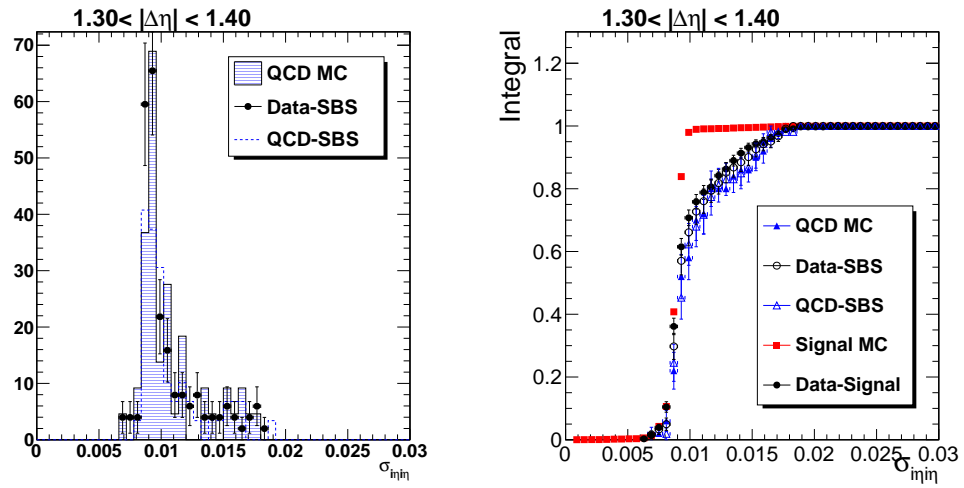 1.30< |Δη| < 1.40
70
60
50
40
30
20
10
0
0 0.005 0.01 0.015 0.02 0.025 0.03
σiηiη
QCD MC
Data-SBS
QCD-SBS
1.30< |Δη| < 1.40
Integral
1.2
1
0.8
0.6
0.4
0.2
0
0 0.005 0.01 0.015 0.02 0.025 0.03
σiηiη
QCD MC
Data-SBS
QCD-SBS
Signal MC
Data-Signal